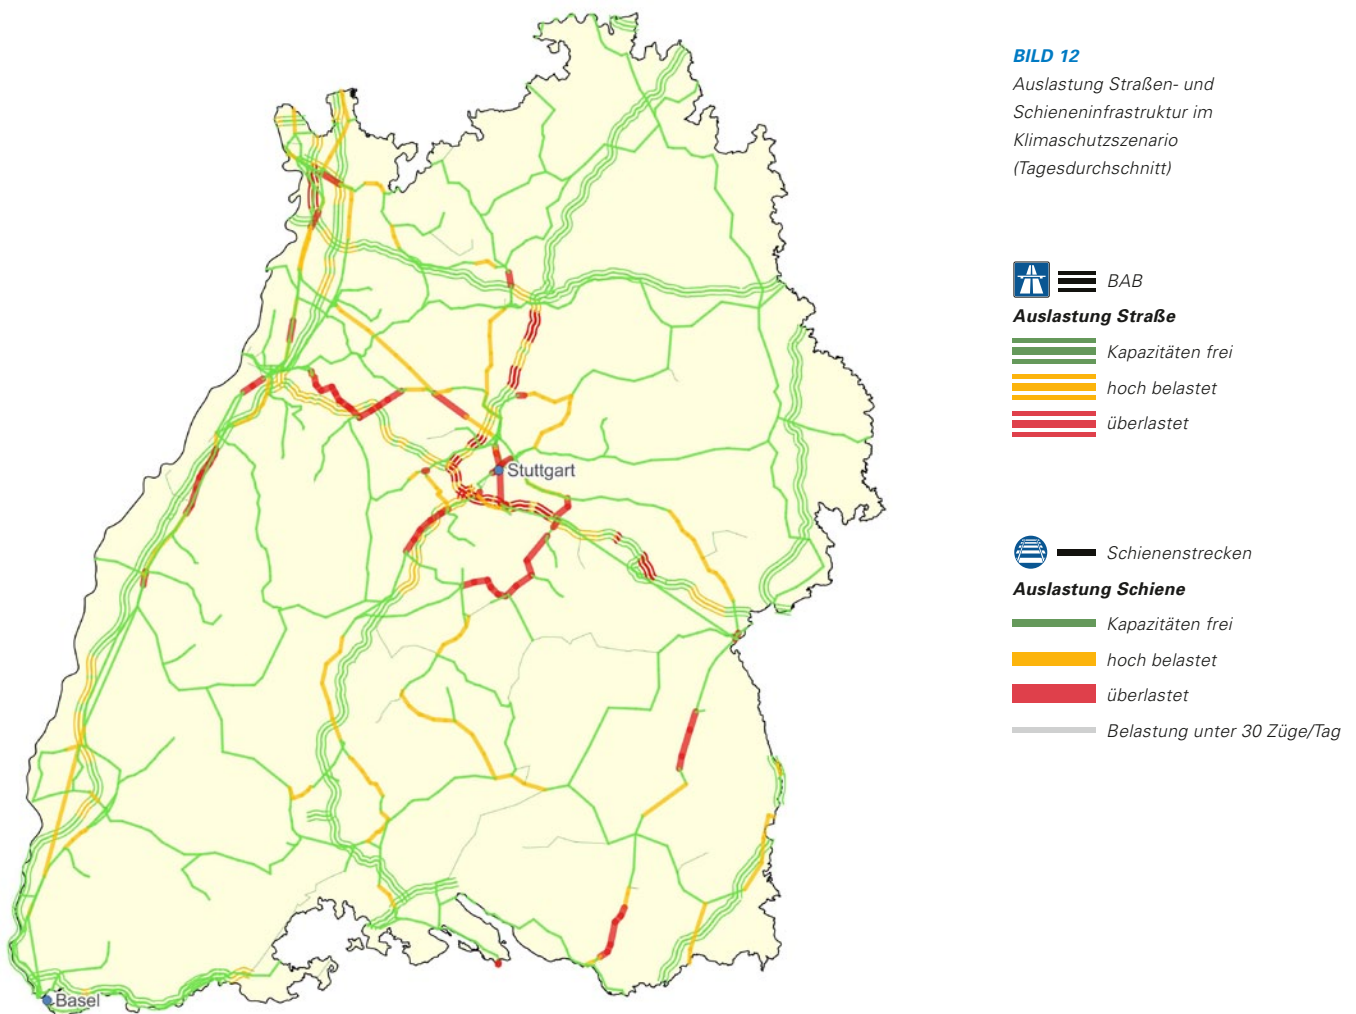 BILD 12
Auslastung Straßen- und
Schieneninfrastruktur im
Klimaschutzszenario
(Tagesdurchschnitt)
BAB
Auslastung Straße
Kapazitäten frei
hoch belastet
überlastet
Stuttgart
Schienenstrecken
Auslastung Schiene
Kapazitäten frei
hoch belastet
überlastet
Belastung unter 30 Züge/Tag
Basel